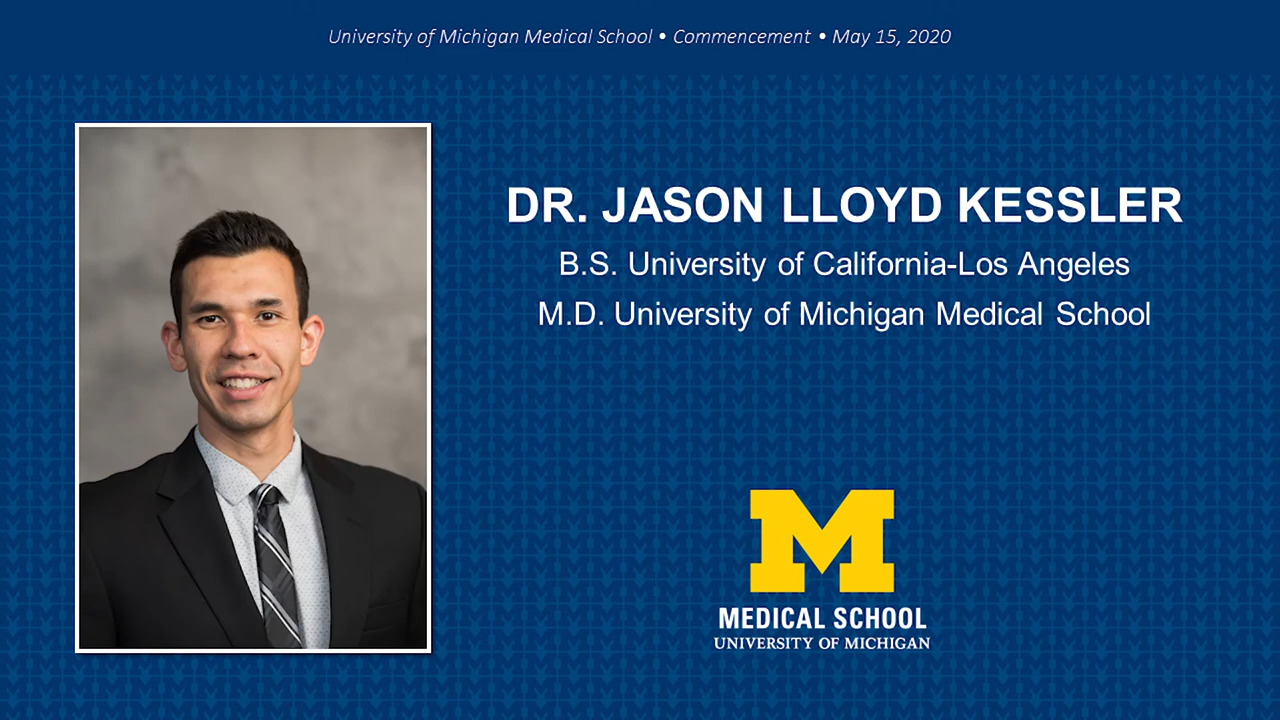 University of Michigan Medical School • Commencement • May 15, 2020
DR. JASON LLOYD KESSLER
B.S. University of California-Los Angeles
M.D. University of Michigan Medical School
M
MEDICAL SCHOOL
UNIVERSITY OF MICHIGAN